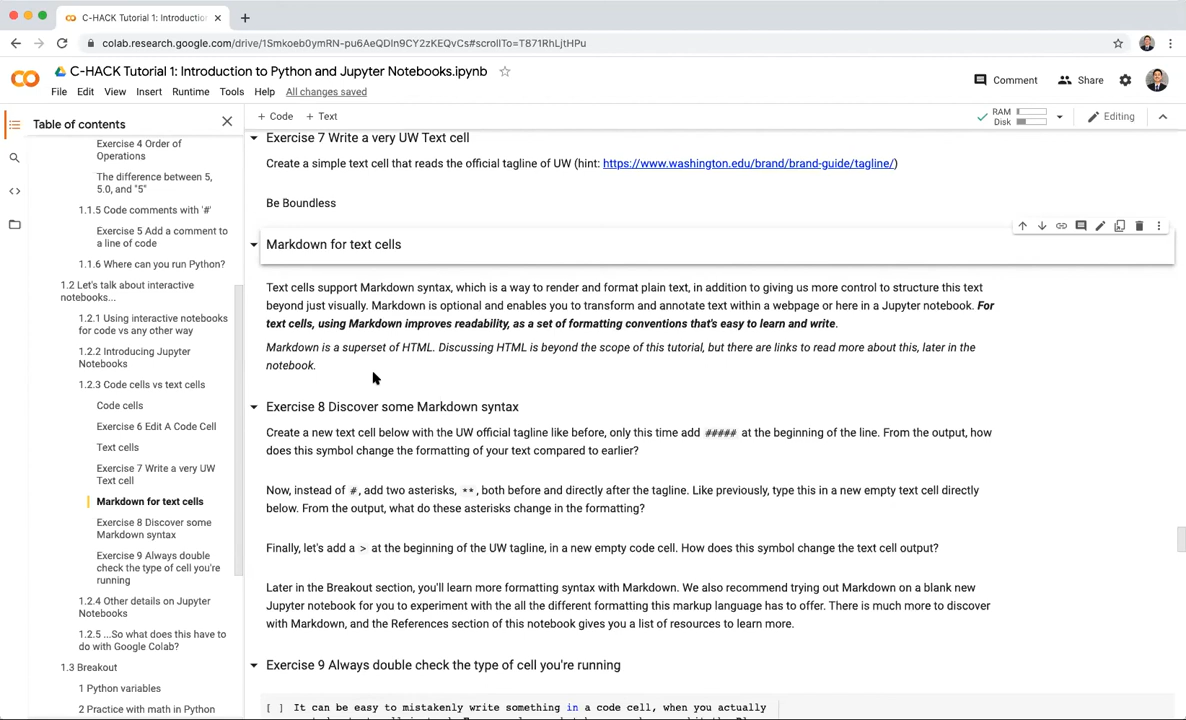 C-HACK Tutorial 1: Introductio
colab.research.google.com/drive/1Smkoeb0ymRN-pu6AeQDIn9CY2zKEQvCs#scrollTo=T871RhLjtHPu
C-HACK Tutorial 1: Introduction to Python and Jupyter Notebooks.ipynb
Comment
Share
File Edit View Insert Runtime Tools Help All changes saved
Table of contents
+ Code + Text
RAM
Disk
Editing
Exercise 4 Order of
Operations
The difference between 5,
5.0, and "5"
1.1.5 Code comments with '#'
Exercise 5 Add a comment to
a line of code
1.1.6 Where can you run Python?
1.2 Let's talk about interactive
notebooks...
1.2.1 Using interactive notebooks
for code vs any other way
1.2.2 Introducing Jupyter
Notebooks
1.2.3 Code cells vs text cells
Code cells
Exercise 6 Edit A Code Cell
Text cells
Exercise 7 Write a very UW
Text cell
Markdown for text cells
Exercise 8 Discover some
Markdown syntax
Exercise 9 Always double
check the type of cell you're
running
1.2.4 Other details on Jupyter
Notebooks
1.2.5 ...So what does this have to
do with Google Colab?
1.3 Breakout
1 Python variables
2 Practice with math in Python
Exercise 7 Write a very UW Text cell
Create a simple text cell that reads the official tagline of UW (hint: https://www.washington.edu/brand/brand-guide/tagline/)
Be Boundless
Markdown for text cells
Text cells support Markdown syntax, which is a way to render and format plain text, in addition to giving us more control to structure this text
beyond just visually. Markdown is optional and enables you to transform and annotate text within a webpage or here in a Jupyter notebook. For
text cells, using Markdown improves readability, as a set of formatting conventions that's easy to learn and write.
Markdown is a superset of HTML. Discussing HTML is beyond the scope of this tutorial, but there are links to read more about this, later in the
notebook.
Exercise 8 Discover some Markdown syntax
Create a new text cell below with the UW official tagline like before, only this time add ##### at the beginning of the line. From the output, how
does this symbol change the formatting of your text compared to earlier?
Now, instead of #, add two asterisks, **, both before and directly after the tagline. Like previously, type this in a new empty text cell directly
below. From the output, what do these asterisks change in the formatting?
Finally, let's add a > at the beginning of the UW tagline, in a new empty code cell. How does this symbol change the text cell output?
Later in the Breakout section, you'll learn more formatting syntax with Markdown. We also recommend trying out Markdown on a blank new
Jupyter notebook for you to experiment with the all the different formatting this markup language has to offer. There is much more to discover
with Markdown, and the References section of this notebook gives you a list of resources to learn more.
Exercise 9 Always double check the type of cell you're running
[ ] It can be easy to mistakenly write something in a code cell, when you actually